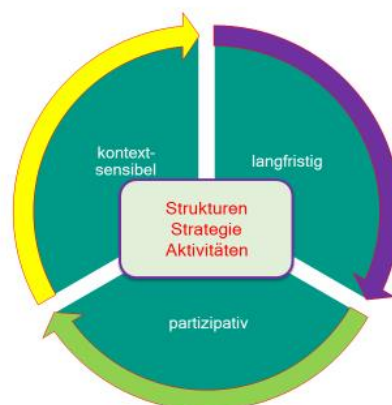 kontext-
sensibel
langfristig
Strukturen
Strategie
Aktivitäten
partizipativ